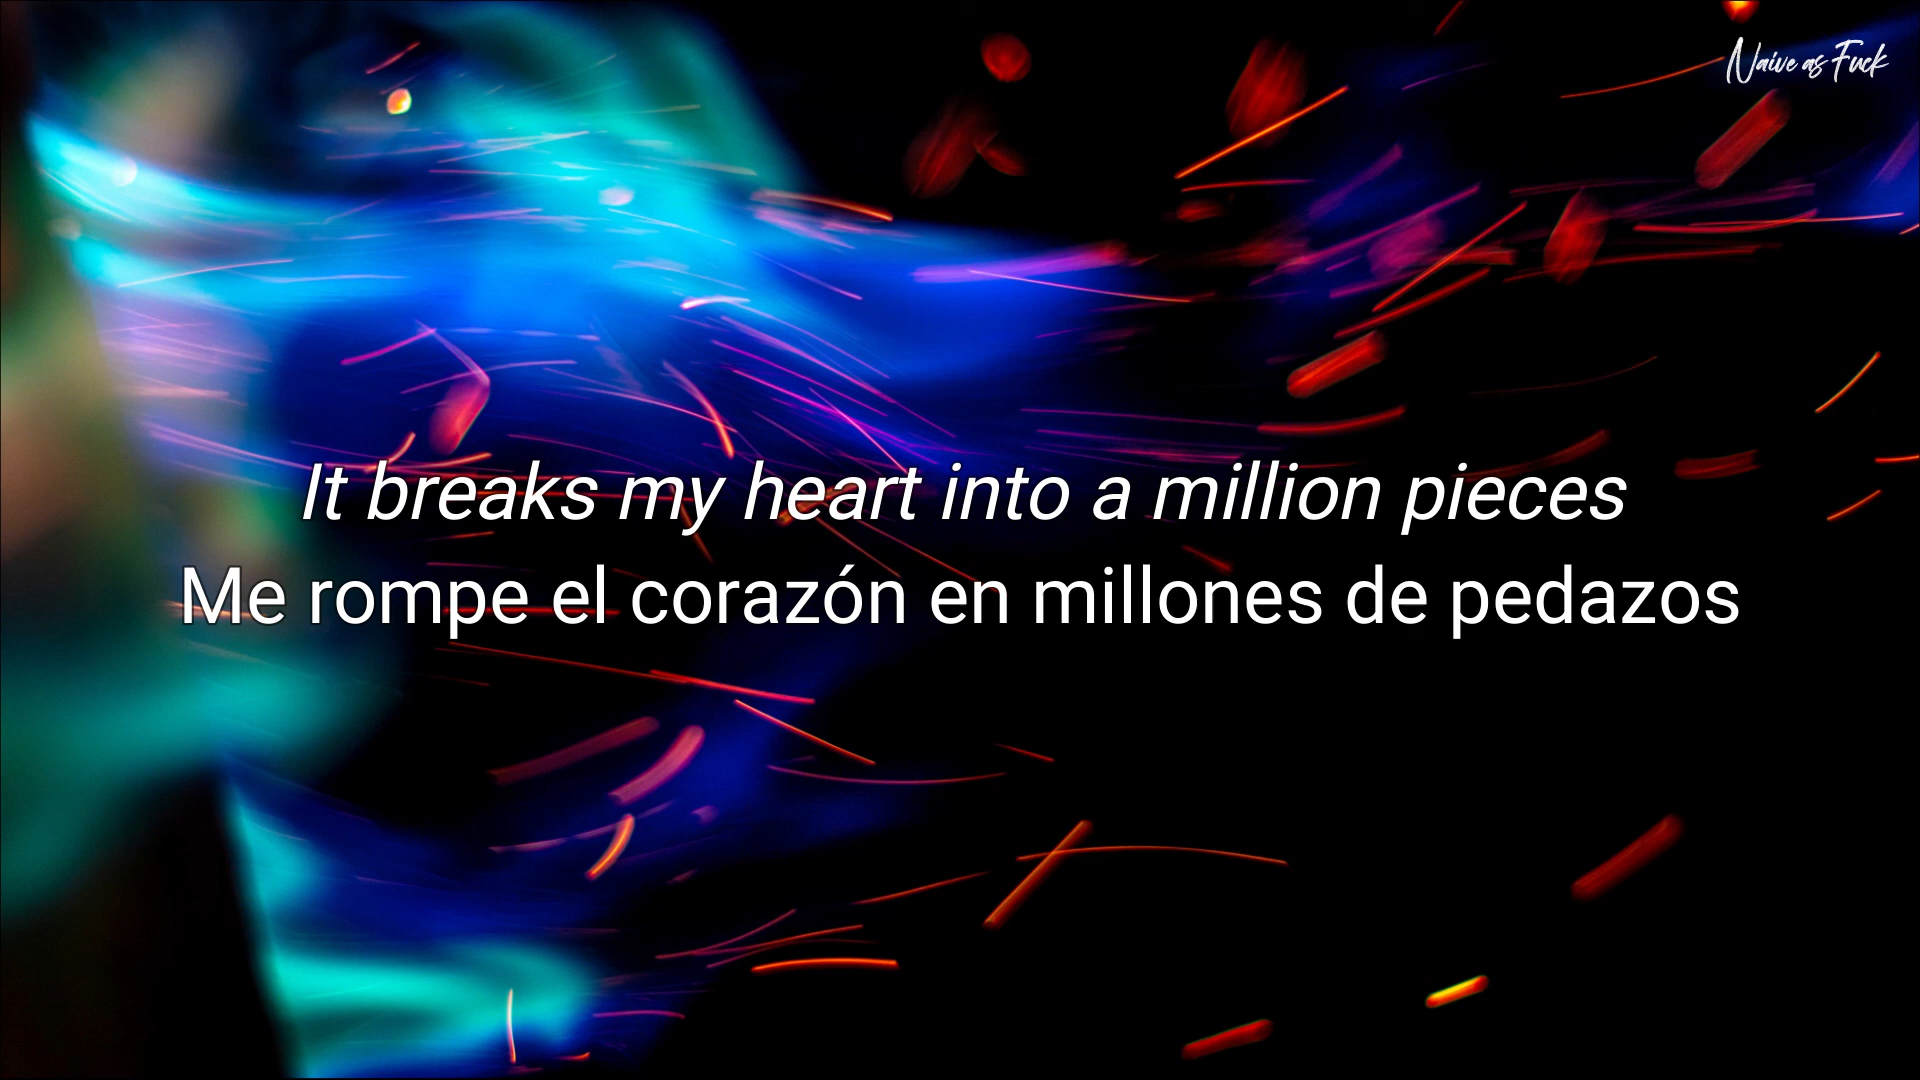 Naive as Fuck
It breaks my heart into a million pieces
Me rompe el corazón en millones de pedazos